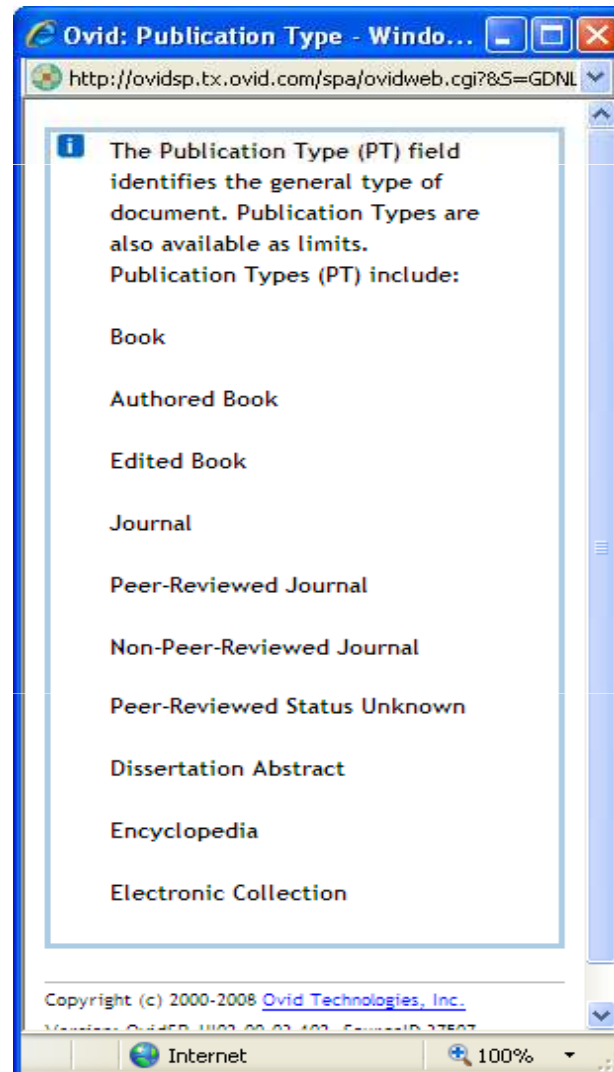 Ovid: Publication Type - Windo...
http://ovidsp.tx.ovid.com/spa/ovidweb.cgi?&S=GDNL
The Publication Type (PT) field
identifies the general type of
document. Publication Types are
also available as limits.
Publication Types (PT) include:
Book
Authored Book
Edited Book
Journal
Peer-Reviewed Journal
Non-Peer-Reviewed Journal
Peer-Reviewed Status Unknown
Dissertation Abstract
Encyclopedia
Electronic Collection
Copyright (c) 2000-2008 Ovid Technologies, Inc.
Internet 100%